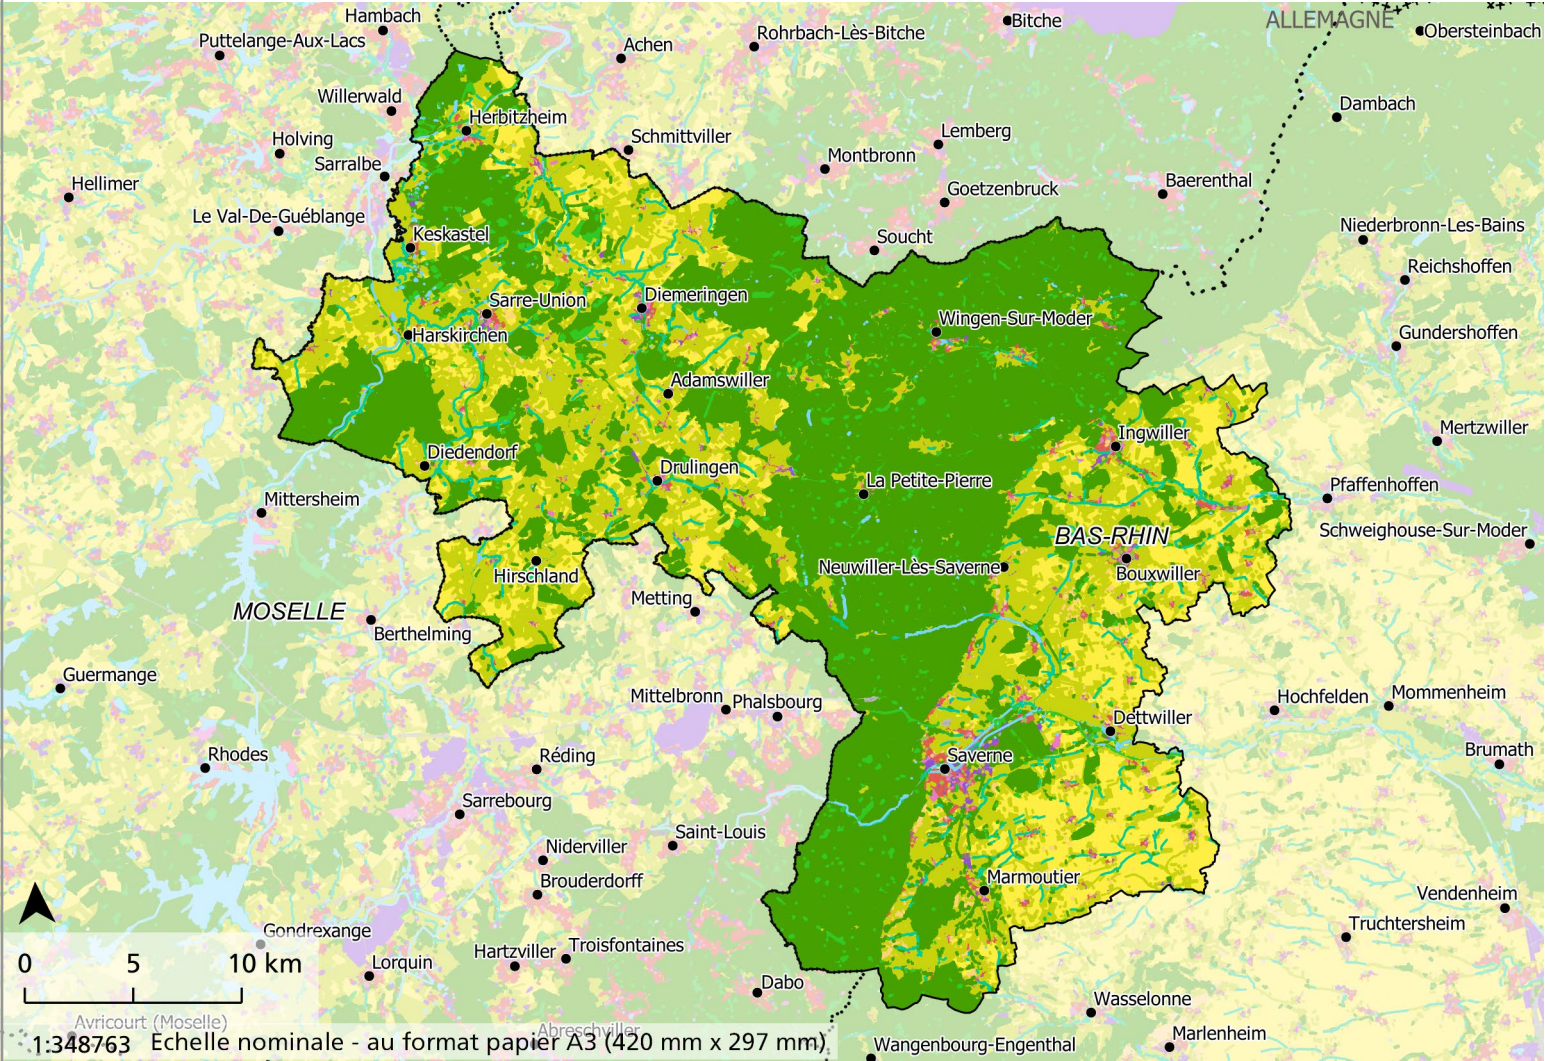 Hambach
Bitche
ALLEMAGNE
Obersteinbach
Rohrbach-Lès-Bitche
Puttelange-Aux-Lacs
Achen
Willerwald
Dambach
Herbitzheim
Lemberg
Holving
Schmittviller
Montbronn
Sarralbe
Hellimer
Goetzenbruck
Baerenthal
Le Val-De-Guéblange
Niederbronn-Les-Bains
Keskastel
Soucht
Reichshoffen
Sarre-Union
Diemeringen
Wingen-Sur-Moder
Gundershoffen
Harskirchen
Adamswiller
Ingwiller
Mertzwiller
Diedendorf
Drulingen
La Petite-Pierre
Pfaffenhoffen
Mittersheim
Schweighouse-Sur-Moder
BAS-RHIN
Neuwiller-Lès-Saverne
Hirschland
Bouxwiller
Metting
MOSELLE
Berthelming
Guermange
Mittelbronn
Phalsbourg
Hochfelden
Mommenheim
Dettwiller
Rhodes
Réding
Saverne
Brumath
Sarrebourg
Saint-Louis
Niderviller
Brouderdorff
Marmoutier
Vendenheim
Truchtersheim
Gondrexange
Hartzviller
Troisfontaines
0 5 10 km
Lorquin
Dabo
Wasselonne
Avricourt (Moselle)
Abreschviller
Marlenheim
1:348763 Echelle nominale - au format papier A3 (420 mm x 297 mm)
Wangenbourg-Engenthal